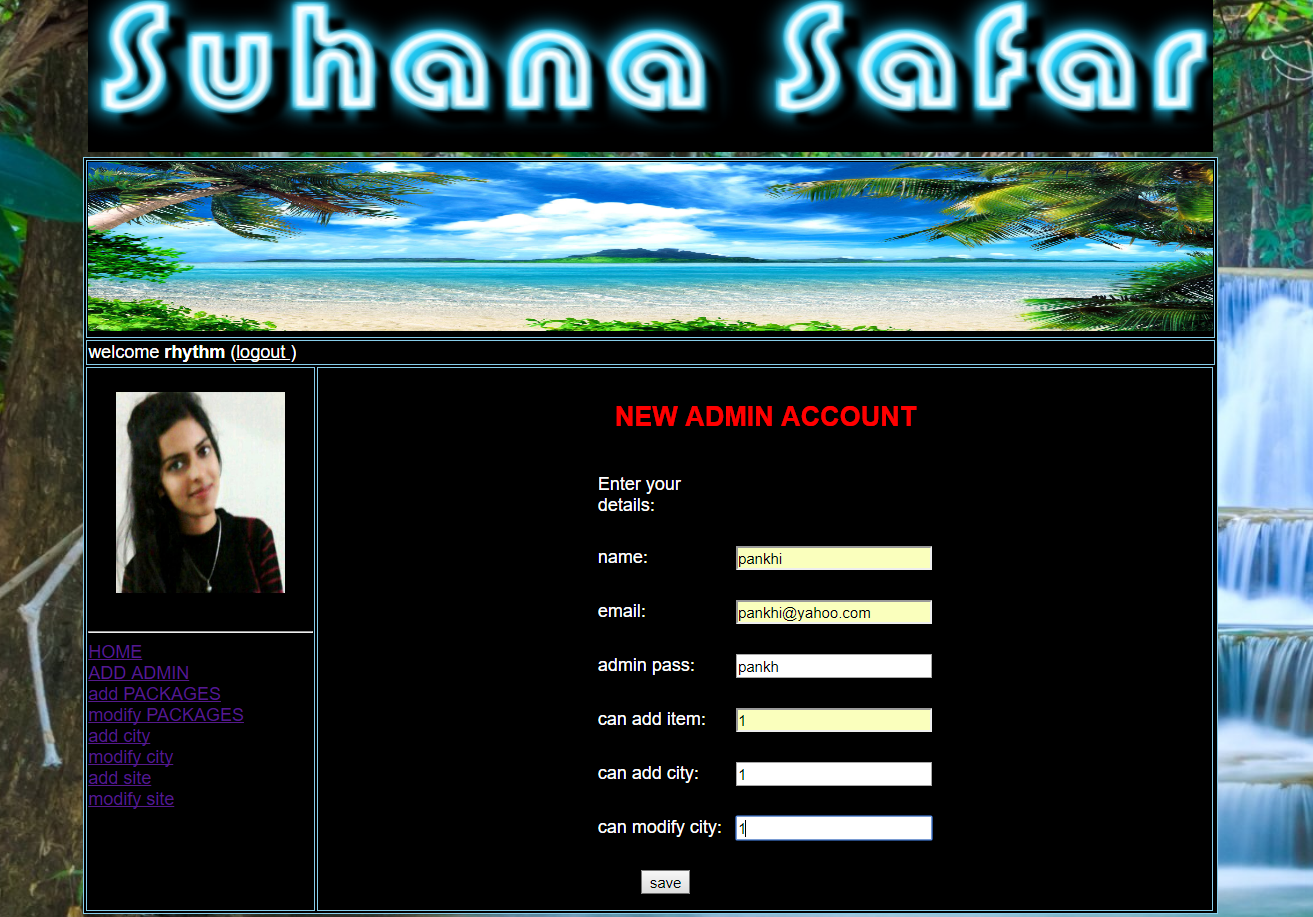 Suhana Safar
welcome rhythm (logout )
NEW ADMIN ACCOUNT
Enter your
details:
name: pankhi
email: pankhi@yahoo.com
admin pass: pankh
can add item: 1
can add city: 1
can modify city: 1
save
HOME
ADD ADMIN
add PACKAGES
modify PACKAGES
add city
modify city
add site
modify site